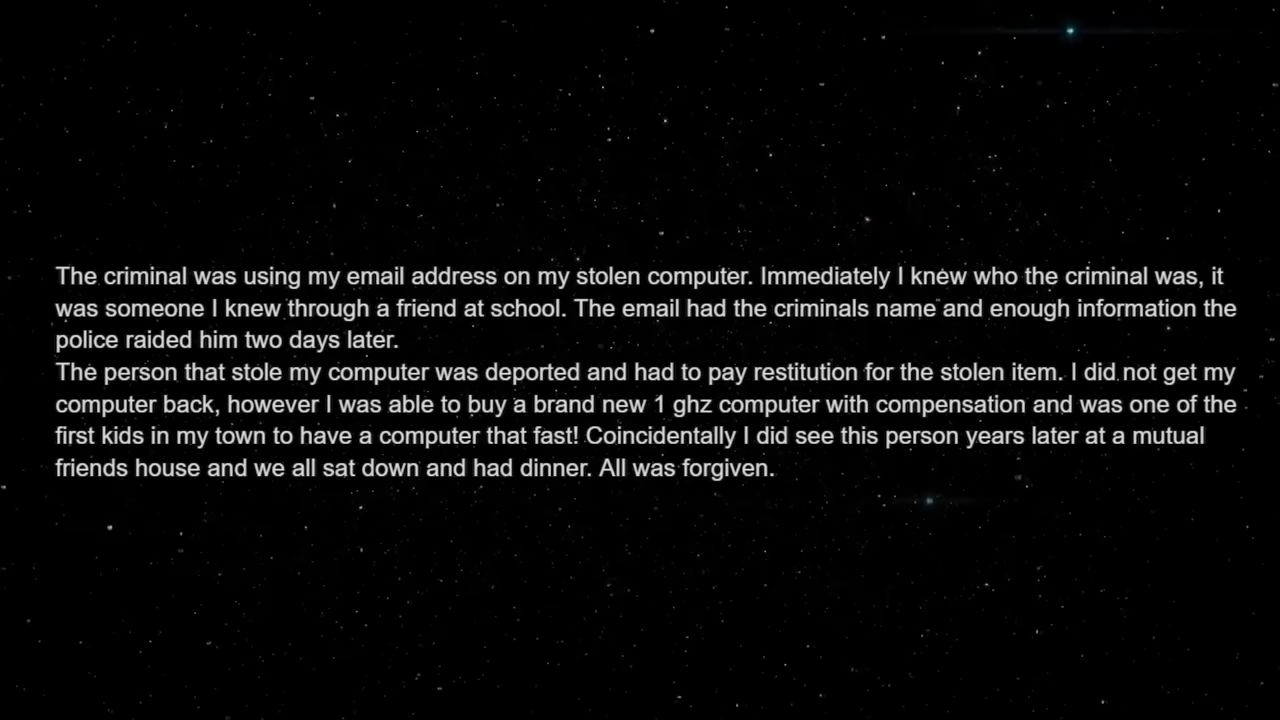 The criminal was using my email address on my stolen computer. Immediately I knew who the criminal was, it
was someone I knew through a friend at school. The email had the criminals name and enough information the
police raided him two days later.
The person that stole my computer was deported and had to pay restitution for the stolen item. I did not get my
computer back, however I was able to buy a brand new 1 ghz computer with compensation and was one of the
first kids in my town to have a computer that fast! Coincidentally I did see this person years later at a mutual
friends house and we all sat down and had dinner. All was forgiven.